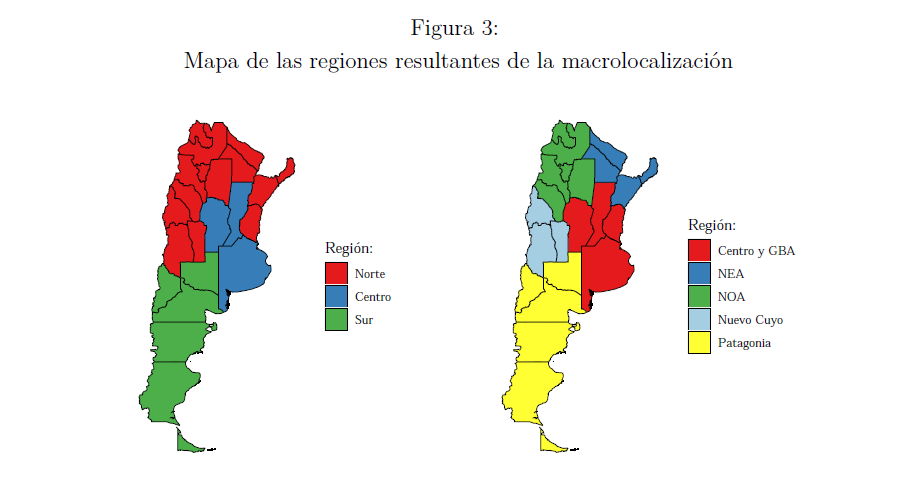 Figura 3:
Mapa de las regiones resultantes de la macrolocalización
Región:
Norte
Centro
Sur
Región:
Centro y GBA
NEA
NOA
Nuevo Cuyo
Patagonia